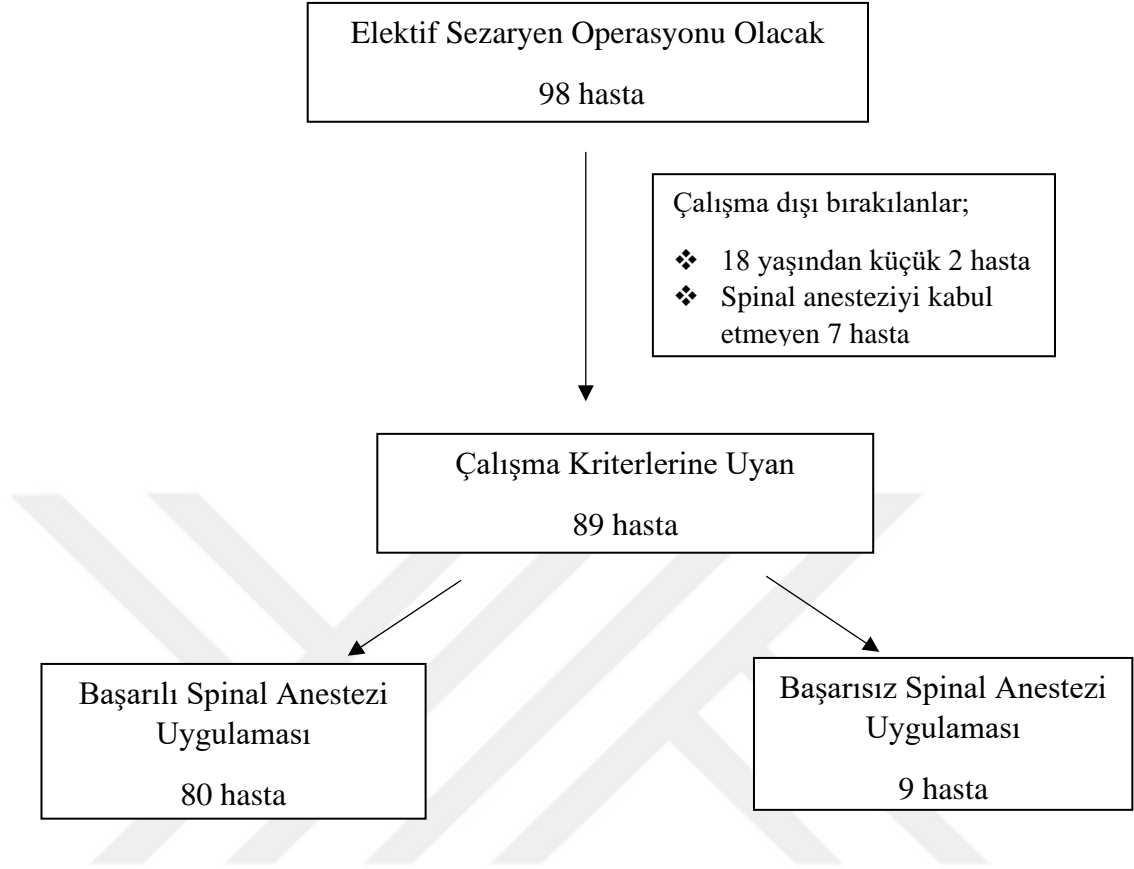 Elektif Sezaryen Operasyonu Olacak
98 hasta
Çalışma dışı bırakılanlar;
❖ 18 yaşından küçük 2 hasta
❖ Spinal anesteziyi kabul
etmeyen 7 hasta
Çalışma Kriterlerine Uyan
89 hasta
Başarılı Spinal Anestezi
Uygulaması
80 hasta
Başarısız Spinal Anestezi
Uygulaması
9 hasta